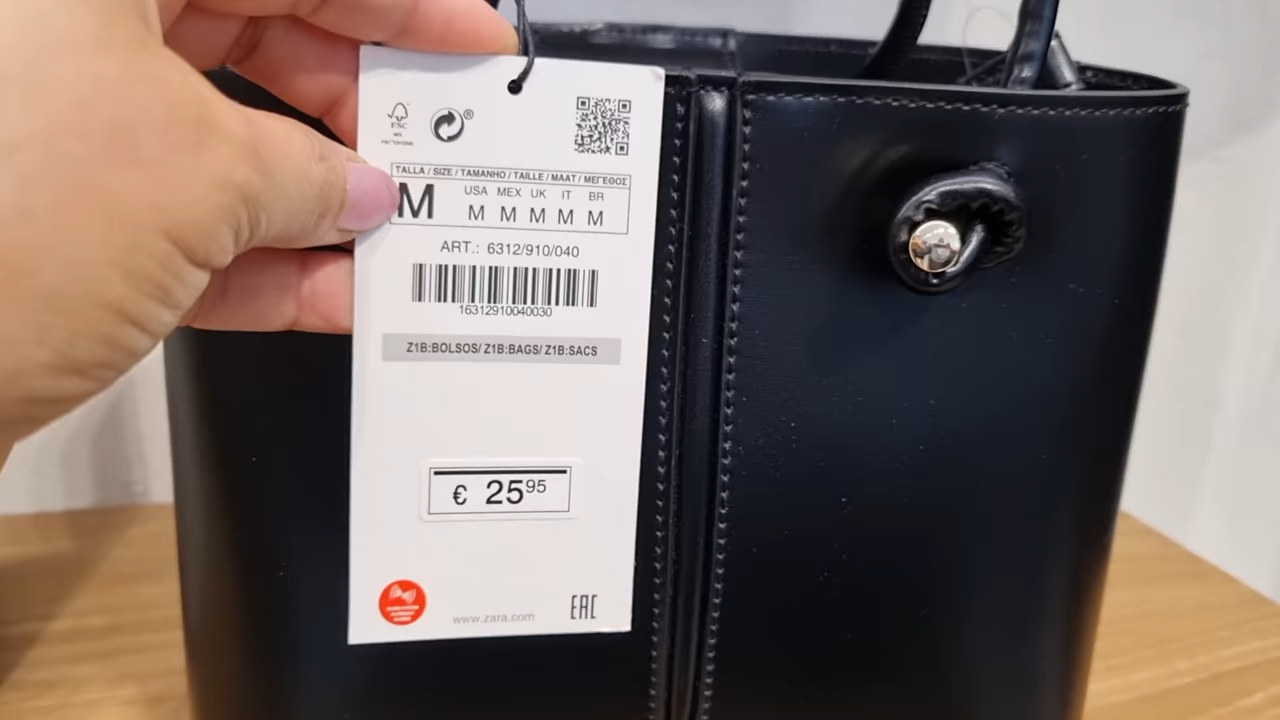 FSC
®
TALLA / SIZE / TAMANHO / TAILLE / MAAT / ΜΕΓΕΘΟΣ
M
USA MEX UK IT BR
M M M M M
ART.: 6312/910/040
16312910040030
Z1B:BOLSOS/ Z1B:BAGS/ Z1B:SACS
€ 2595
www.zara.com
EAC